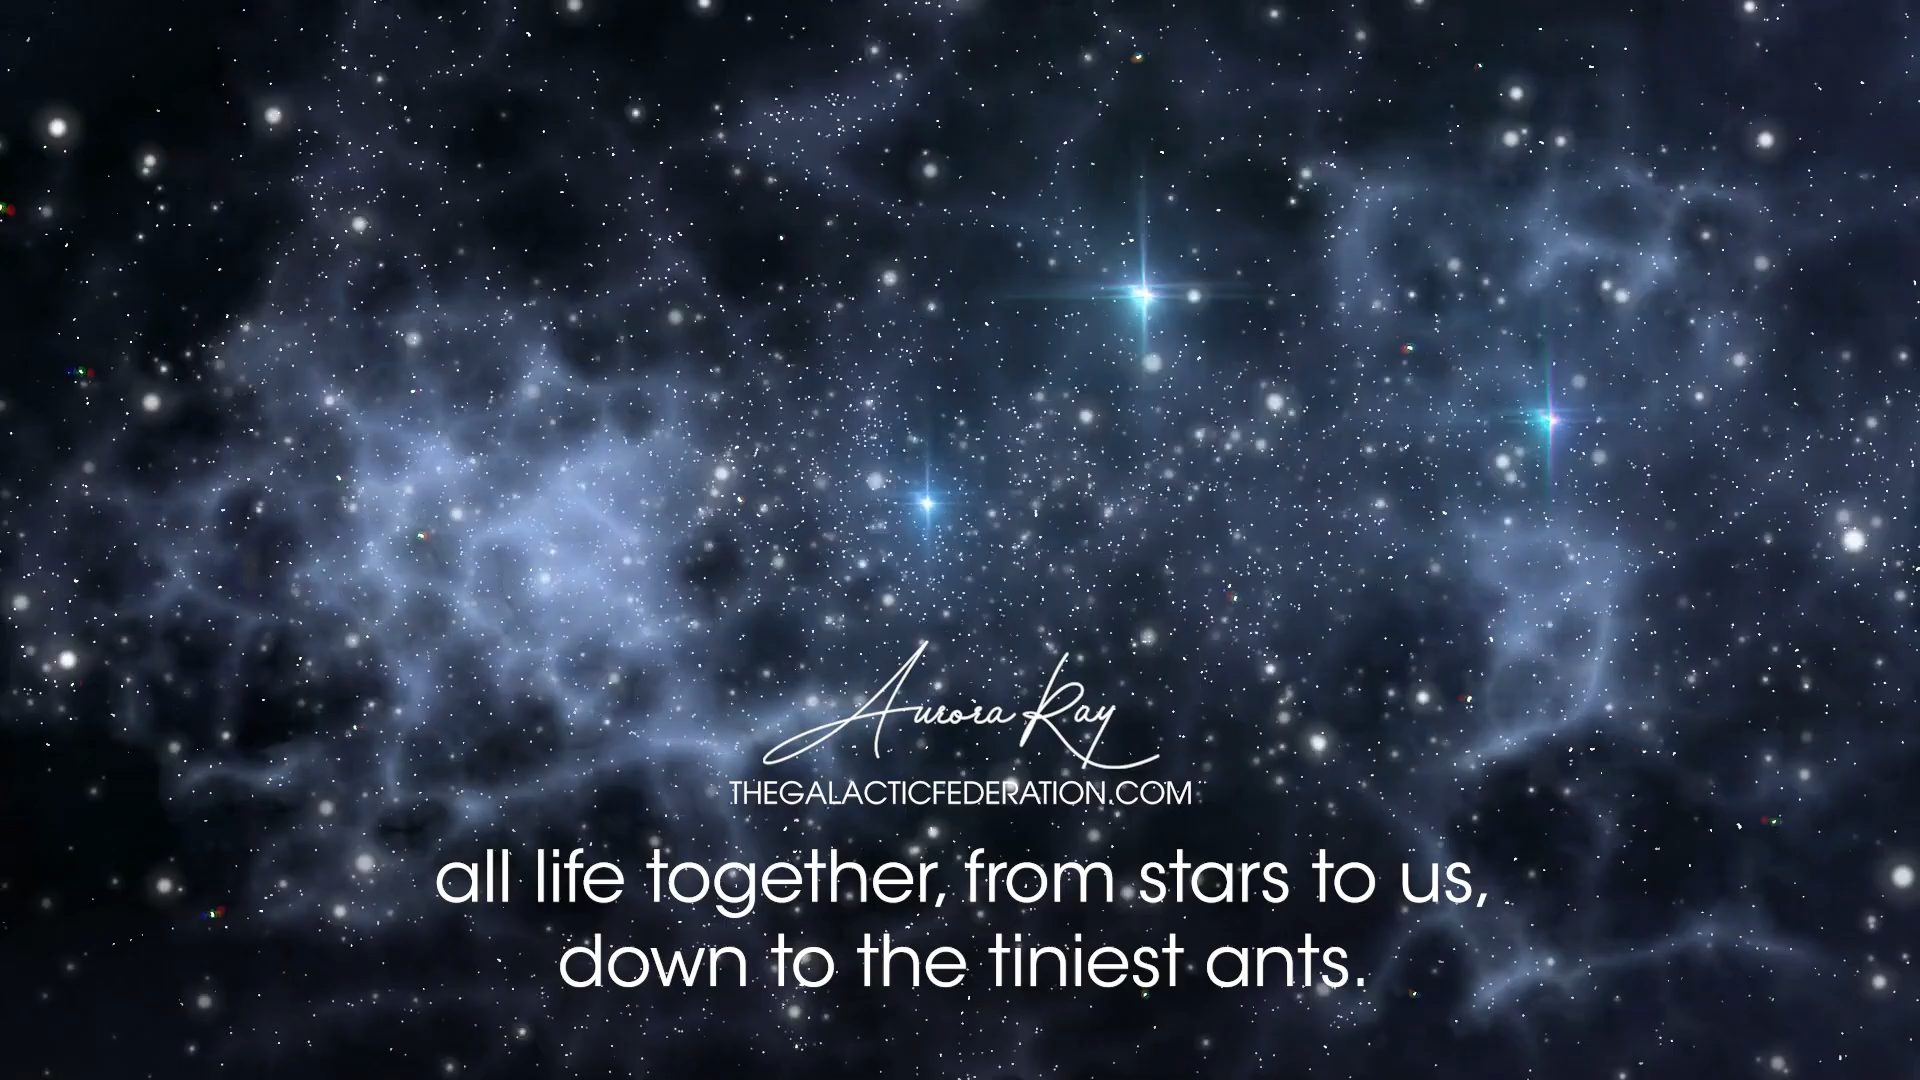 Aurora Ray
THEGALACTICFEDERATION.COM
all life together, from stars to us,
down to the tiniest ants.